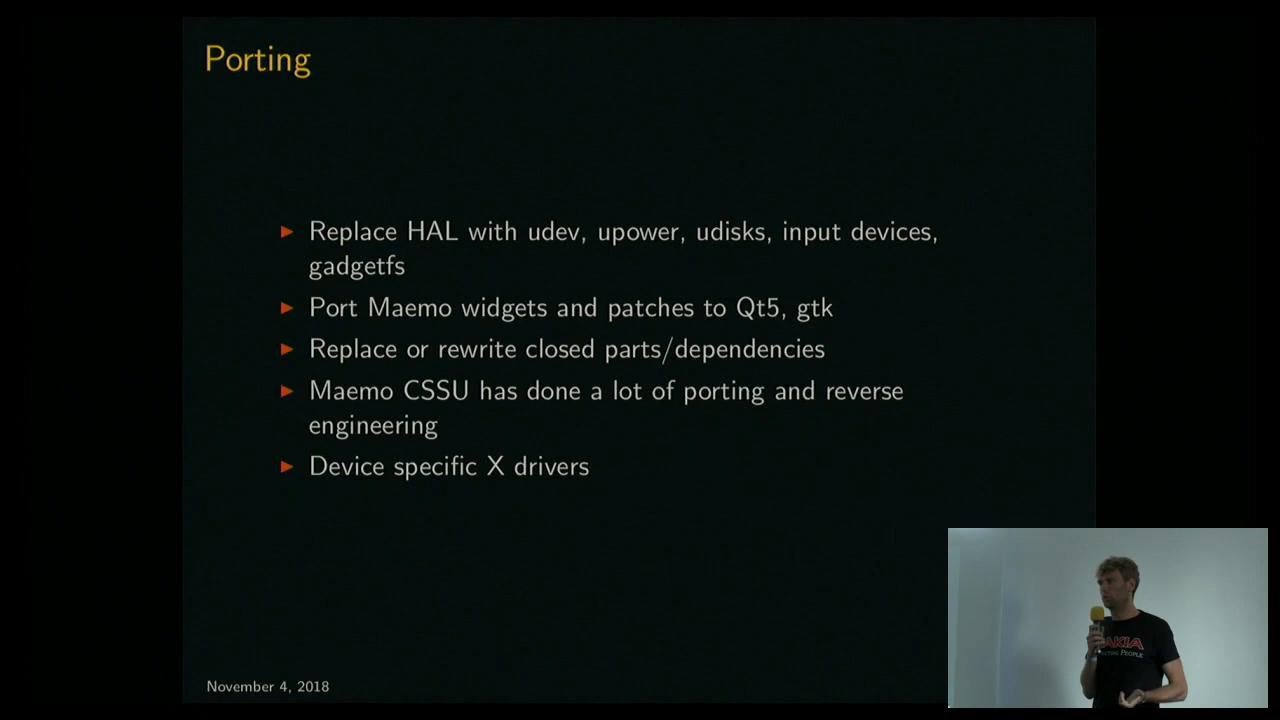 Porting
Replace HAL with udev, upower, udisks, input devices,
gadgetfs
Port Maemo widgets and patches to Qt5, gtk
Replace or rewrite closed parts/dependencies
Maemo CSSU has done a lot of porting and reverse
engineering
Device specific X drivers
November 4, 2018
PEOPLE